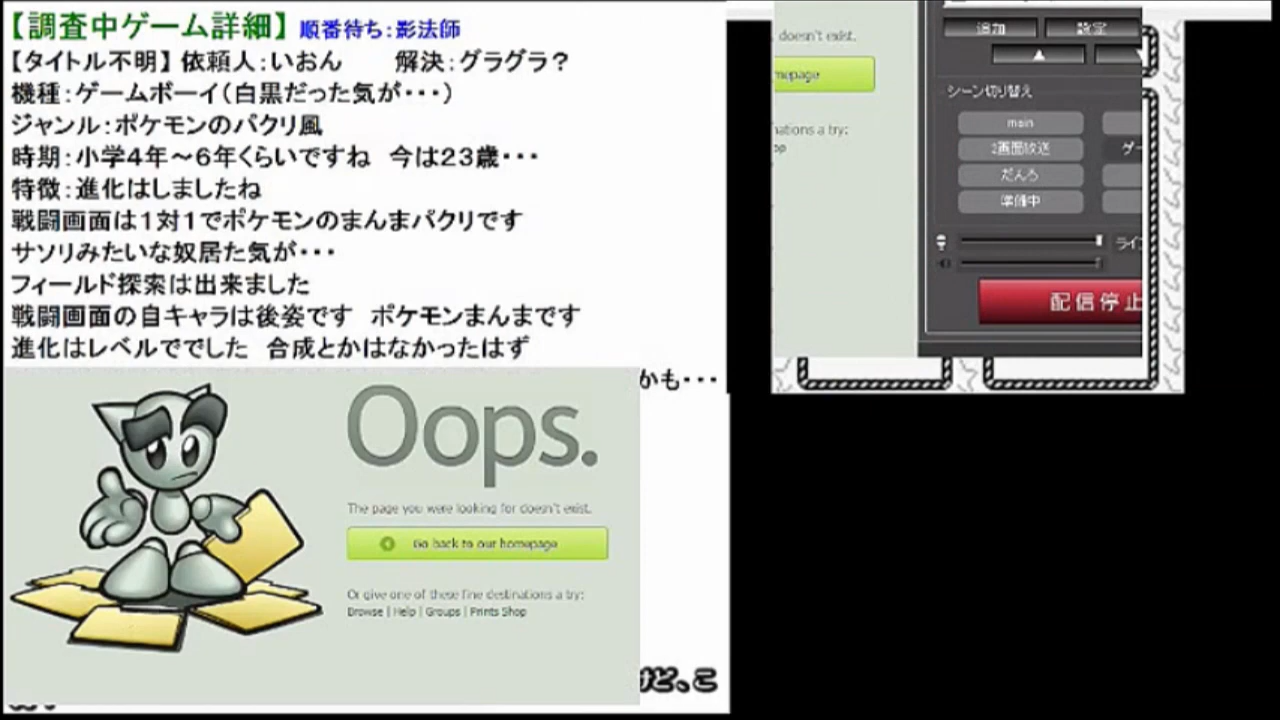 【調査中ゲーム詳細】 順番待ち:影法師
【タイトル不明】 依頼人:いおん 解決:グラグラ?
機種:ゲームボーイ(白黒だった気が・・・)
ジャンル:ポケモンのパクリ風
時期:小学4年~6年くらいですね 今は23歳・・・
特徴:進化はしましたね
戦闘画面は1対1でポケモンのまんまパクリです
サソリみたいな奴居た気が・・・
フィールド探索は出来ました
戦闘画面の自キャラは後姿です ポケモンまんまです
進化はレベルででした 合成とかはなかったはず
かも・・・
Oops.
The page you were looking for doesn't exist.
Go back to our homepage
Or give one of these fine destinations a try:
Browse | Help | Groups | Prints Shop
けど、こ
doesn't exist.
mepage
nations a try:
op
追加 設定
シーン切り替え
main
2画面放送 ゲー
だんろ
準備中
ライ
配信停止